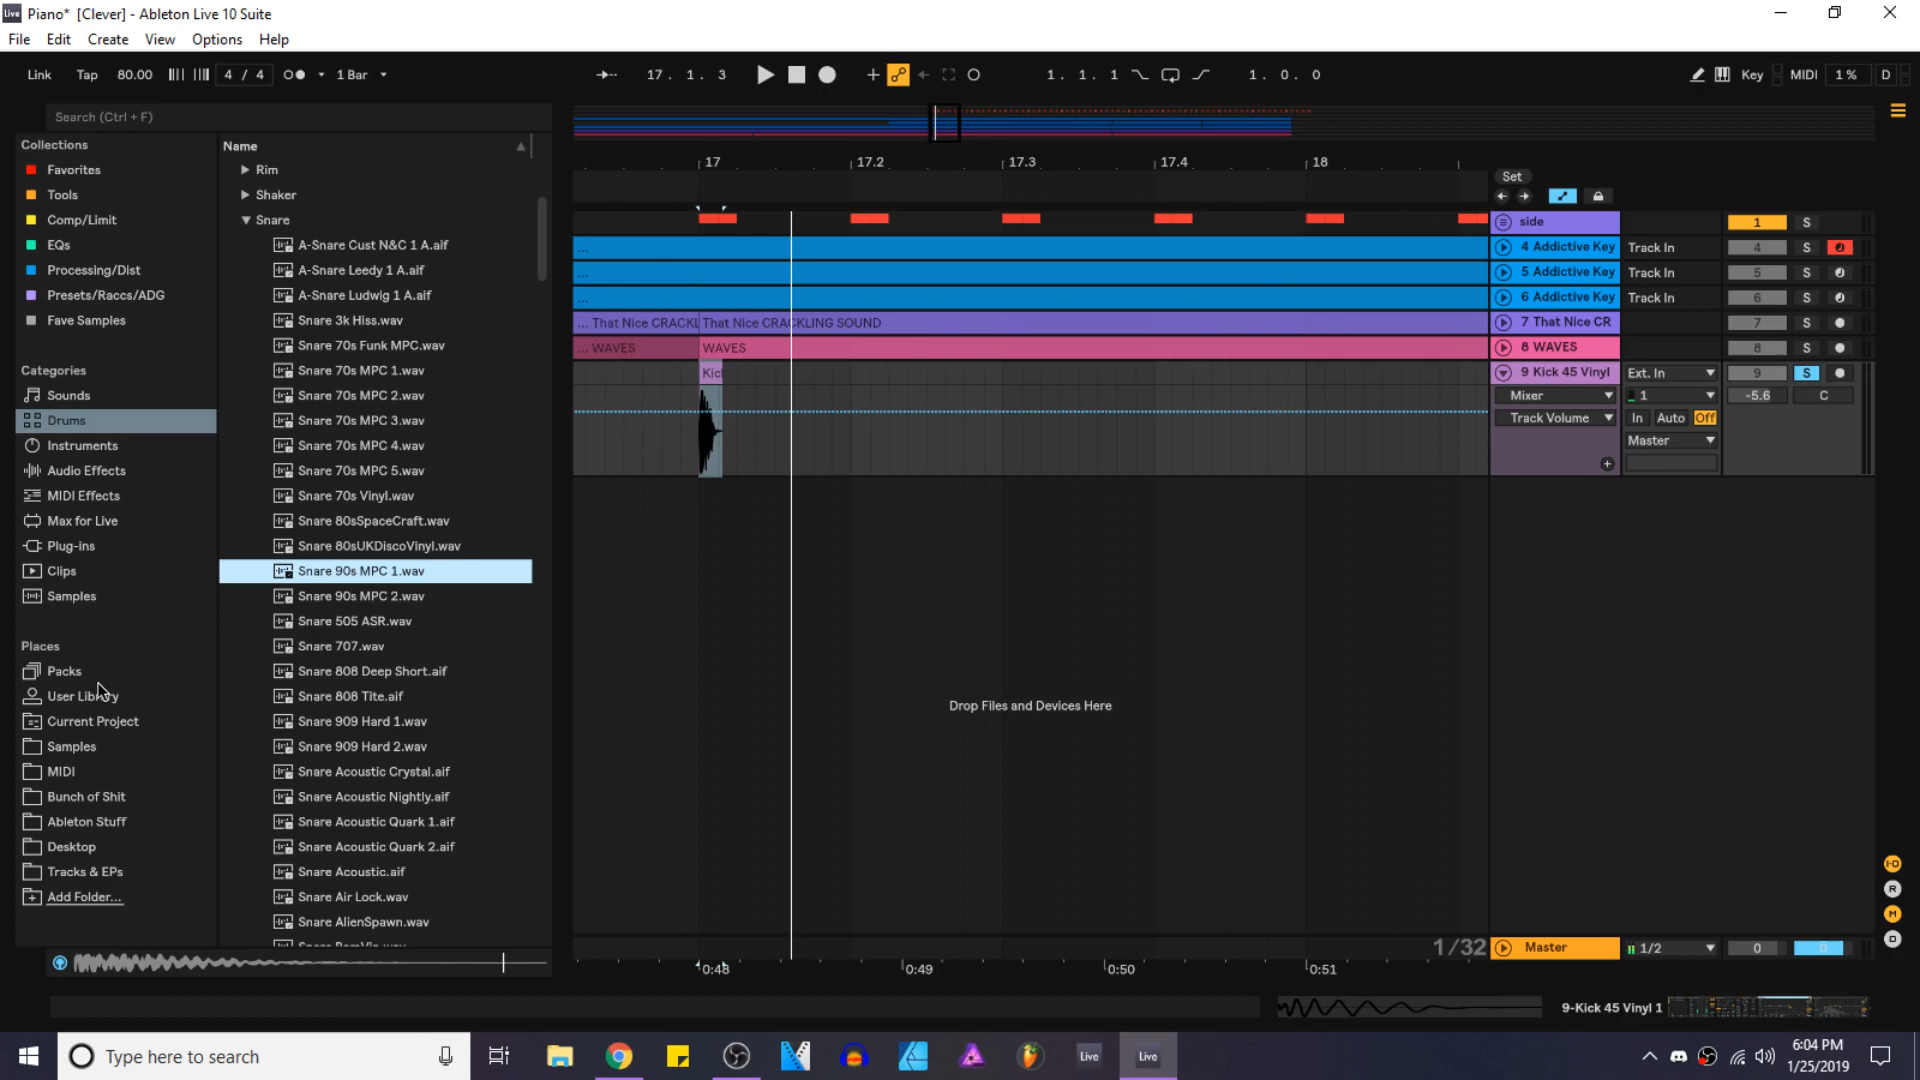 Live Piano* [Clever] - Ableton Live 10 Suite
File Edit Create View Options Help
Link Tap 80.00 4 / 4 1 Bar 17. 1. 3 1. 1. 1 1. 0. 0 Key MIDI 1 % D
Search (Ctrl + F)
Collections
Favorites
Tools
Comp/Limit
EQs
Processing/Dist
Presets/Raccs/ADG
Fave Samples
Categories
Sounds
Drums
Instruments
Audio Effects
MIDI Effects
Max for Live
Plug-ins
Clips
Samples
Places
Packs
User Library
Current Project
Samples
MIDI
Bunch of Shit
Ableton Stuff
Desktop
Tracks & EPs
Add Folder...
Name
Rim
Shaker
Snare
A-Snare Cust N&C 1 A.aif
A-Snare Leedy 1 A.aif
A-Snare Ludwig 1 A.aif
Snare 3k Hiss.wav
Snare 70s Funk MPC.wav
Snare 70s MPC 1.wav
Snare 70s MPC 2.wav
Snare 70s MPC 3.wav
Snare 70s MPC 4.wav
Snare 70s MPC 5.wav
Snare 70s Vinyl.wav
Snare 80sSpaceCraft.wav
Snare 80sUKDiscoVinyl.wav
Snare 90s MPC 1.wav
Snare 90s MPC 2.wav
Snare 505 ASR.wav
Snare 707.wav
Snare 808 Deep Short.aif
Snare 808 Tite.aif
Snare 909 Hard 1.wav
Snare 909 Hard 2.wav
Snare Acoustic Crystal.aif
Snare Acoustic Nightly.aif
Snare Acoustic Quark 1.aif
Snare Acoustic Quark 2.aif
Snare Acoustic.aif
Snare Air Lock.wav
Snare AlienSpawn.wav
17 17.2 17.3 17.4 18
Set
side 1 S
... 4 Addictive Key Track In 4 S
... 5 Addictive Key Track In 5 S
... 6 Addictive Key Track In 6 S
... That Nice CRACKL That Nice CRACKLING SOUND 7 That Nice CR 7 S
... WAVES WAVES 8 WAVES 8 S
Kic 9 Kick 45 Vinyl Ext. In 9 S
Mixer 1 -5.6 C
Track Volume In Auto Off
Master
Drop Files and Devices Here
1/32 Master 1/2 0
0:48 0:49 0:50 0:51
I·O
R
M
D
9-Kick 45 Vinyl 1
Type here to search Live Live
6:04 PM
1/25/2019